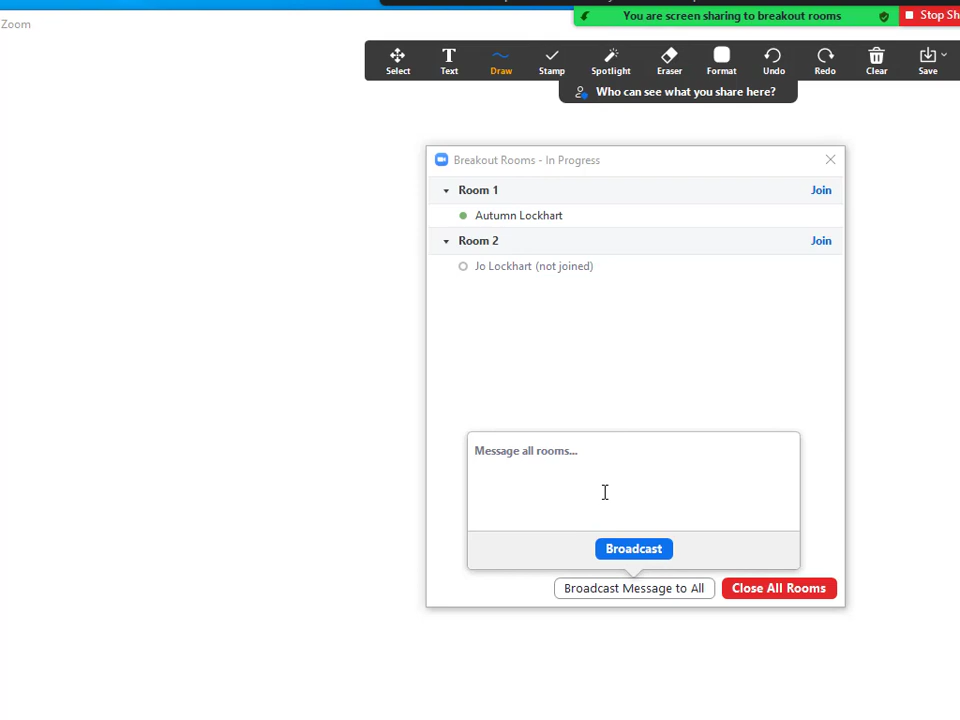 Zoom
You are screen sharing to breakout rooms
Stop Sh
Select
Text
Draw
Stamp
Spotlight
Eraser
Format
Undo
Redo
Clear
Save
Who can see what you share here?
Breakout Rooms - In Progress
Room 1 Join
Autumn Lockhart
Room 2 Join
Jo Lockhart (not joined)
Message all rooms...
Broadcast
Broadcast Message to All
Close All Rooms